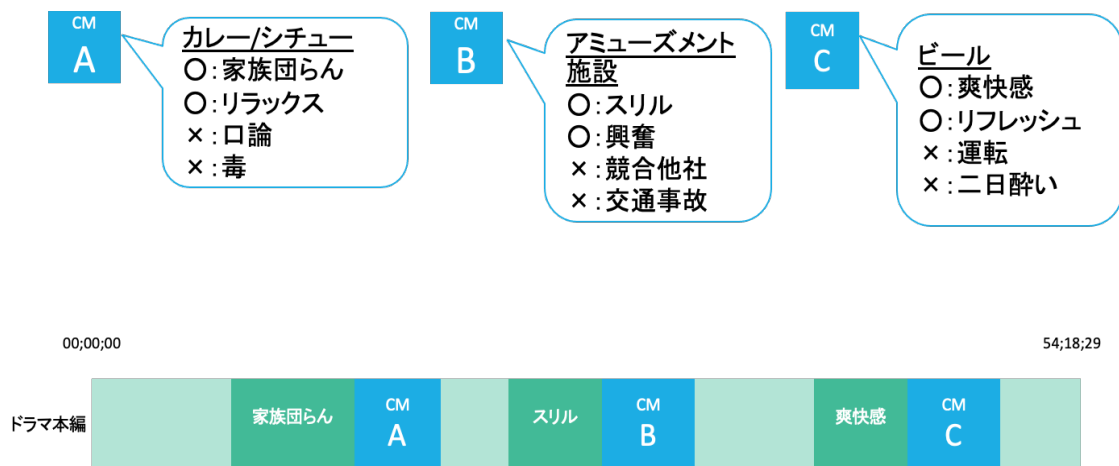 CM
A
カレー/シチュー
○:家族団らん
○:リラックス
×:口論
×:毒
CM
B
アミューズメント
施設
○:スリル
○:興奮
×:競合他社
×:交通事故
CM
C
ビール
○:爽快感
○:リフレッシュ
×:運転
×:二日酔い
00;00;00
54;18;29
ドラマ本編
家族団らん
CM
A
スリル
CM
B
爽快感
CM
C